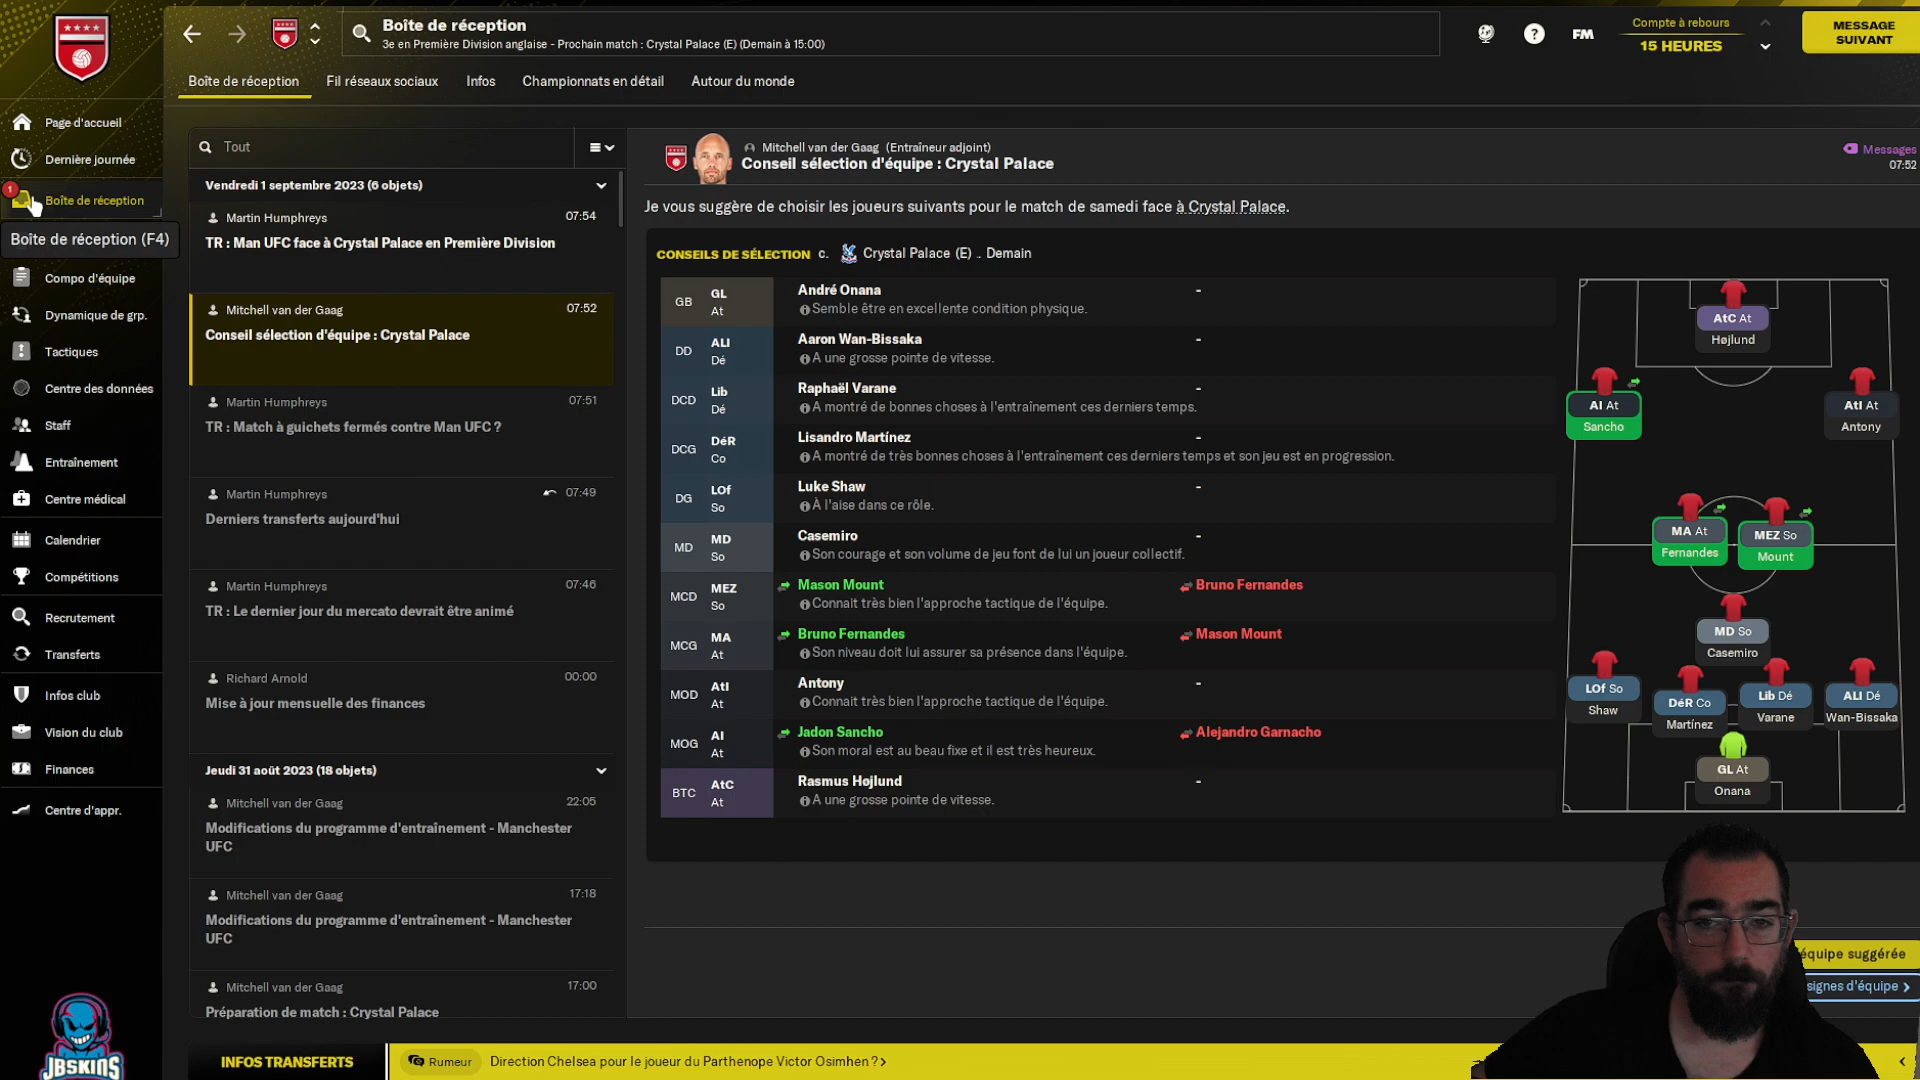 Boîte de réception
3e en Première Division anglaise - Prochain match : Crystal Palace (E) (Demain à 15:00)
FM
Compte à rebours
15 HEURES
MESSAGE
SUIVANT
Boîte de réception
Fil réseaux sociaux
Infos
Championnats en détail
Autour du monde
Page d'accueil
Dernière journée
1
Boîte de réception
Boîte de réception (F4)
Compo d'équipe
Dynamique de grp.
Tactiques
Centre des données
Staff
Entraînement
Centre médical
Calendrier
Compétitions
Recrutement
Transferts
Infos club
Vision du club
Finances
Centre d'appr.
JBSKINS
Tout
Vendredi 1 septembre 2023 (6 objets)
Martin Humphreys 07:54
TR : Man UFC face à Crystal Palace en Première Division
Mitchell van der Gaag 07:52
Conseil sélection d'équipe : Crystal Palace
Martin Humphreys 07:51
TR : Match à guichets fermés contre Man UFC ?
Martin Humphreys 07:49
Derniers transferts aujourd'hui
Martin Humphreys 07:46
TR : Le dernier jour du mercato devrait être animé
Richard Arnold 00:00
Mise à jour mensuelle des finances
Jeudi 31 août 2023 (18 objets)
Mitchell van der Gaag 22:05
Modifications du programme d'entraînement - Manchester
UFC
Mitchell van der Gaag 17:18
Modifications du programme d'entraînement - Manchester
UFC
Mitchell van der Gaag 17:00
Préparation de match : Crystal Palace
Mitchell van der Gaag (Entraîneur adjoint)
Conseil sélection d'équipe : Crystal Palace
Messages
07:52
Je vous suggère de choisir les joueurs suivants pour le match de samedi face à Crystal Palace.
CONSEILS DE SÉLECTION c. Crystal Palace (E) .. Demain
GB GL At André Onana -
Semble être en excellente condition physique.
DD ALI Dé Aaron Wan-Bissaka -
A une grosse pointe de vitesse.
DCD Lib Dé Raphaël Varane -
A montré de bonnes choses à l'entraînement ces derniers temps.
DCG DéR Co Lisandro Martínez -
A montré de très bonnes choses à l'entraînement ces derniers temps et son jeu est en progression.
DG LOf So Luke Shaw -
À l'aise dans ce rôle.
MD MD So Casemiro -
Son courage et son volume de jeu font de lui un joueur collectif.
MCD MEZ So Mason Mount Bruno Fernandes
Connait très bien l'approche tactique de l'équipe.
MCG MA At Bruno Fernandes Mason Mount
Son niveau doit lui assurer sa présence dans l'équipe.
MOD AtI At Antony -
Connait très bien l'approche tactique de l'équipe.
MOG AI At Jadon Sancho Alejandro Garnacho
Son moral est au beau fixe et il est très heureux.
BTC AtC At Rasmus Højlund -
A une grosse pointe de vitesse.
AtC At
Højlund
AI At
Sancho
AtI At
Antony
MA At
Fernandes
MEZ So
Mount
MD So
Casemiro
LOf So
Shaw
DéR Co
Martínez
Lib Dé
Varane
ALI Dé
Wan-Bissaka
GL At
Onana
équipe suggérée
signes d'équipe
INFOS TRANSFERTS
Rumeur
Direction Chelsea pour le joueur du Parthenope Victor Osimhen ?